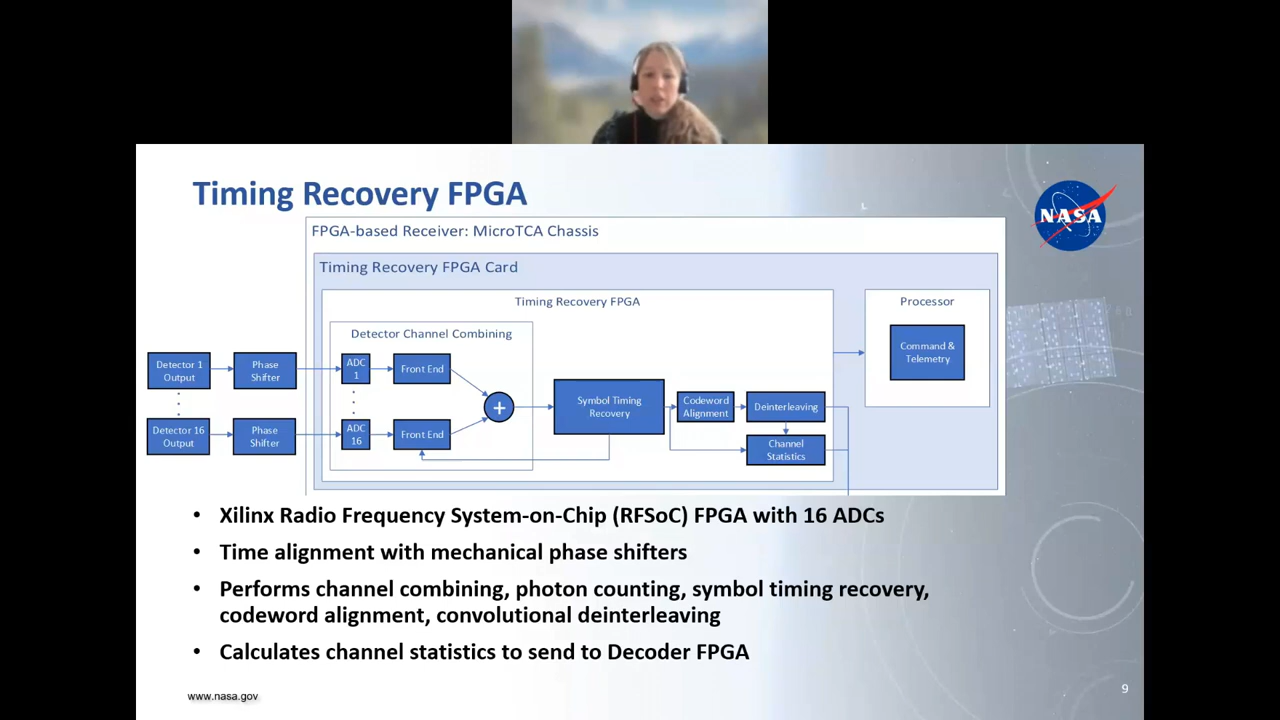 Timing Recovery FPGA
NASA
FPGA-based Receiver: MicroTCA Chassis
Timing Recovery FPGA Card
Timing Recovery FPGA
Processor
Detector Channel Combining
Command &
Telemetry
Detector 1
Output
Phase
Shifter
ADC
1
Front End
+
Symbol Timing
Recovery
Codeword
Alignment
Deinterleaving
Detector 16
Output
Phase
Shifter
ADC
16
Front End
Channel
Statistics
• Xilinx Radio Frequency System-on-Chip (RFSoC) FPGA with 16 ADCs
• Time alignment with mechanical phase shifters
• Performs channel combining, photon counting, symbol timing recovery,
codeword alignment, convolutional deinterleaving
• Calculates channel statistics to send to Decoder FPGA
www.nasa.gov
9